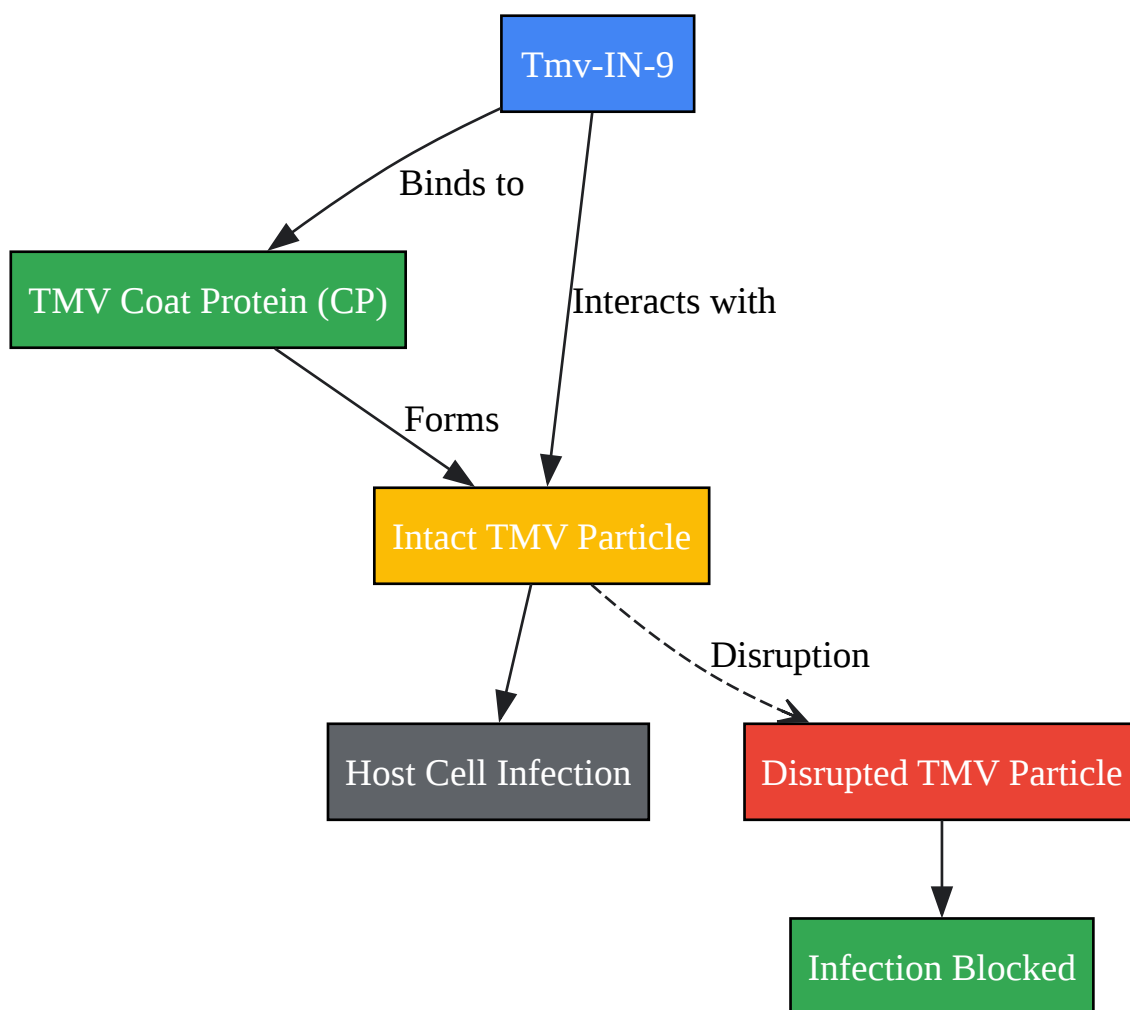 Tmv-IN-9
Binds to
TMV Coat Protein (CP)
Interacts with
Forms
Intact TMV Particle
Disruption
Host Cell Infection
Disrupted TMV Particle
Infection Blocked